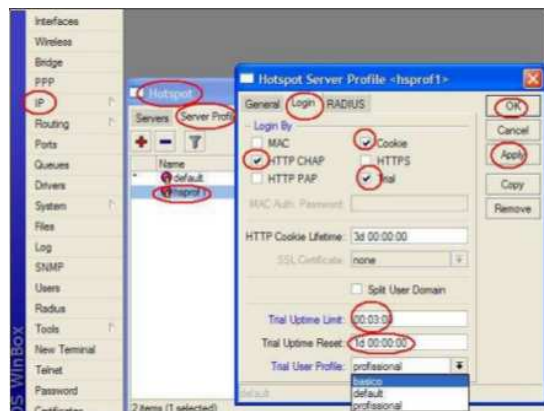 Interfaces
Wireless
Bridge
PPP
IP
Routing
Ports
Queues
Drivers
System
Files
Log
SNMP
Users
Radius
Tools
New Terminal
Telnet
Password
Certificates
OS WinBox
Hotspot
Servers Server Profil
Name
* default
hsprof1
2 items (1 selected)
Hotspot Server Profile <hsprof1>
General Login RADIUS
Login By
MAC Cookie
HTTP CHAP HTTPS
HTTP PAP Trial
MAC Auth. Password:
HTTP Cookie Lifetime: 3d 00:00:00
SSL Certificate: none
Split User Domain
Trial Uptime Limit: 00:03:00
Trial Uptime Reset: 1d 00:00:00
Trial User Profile: profissional
basico
default
profissional
default
OK
Cancel
Apply
Copy
Remove